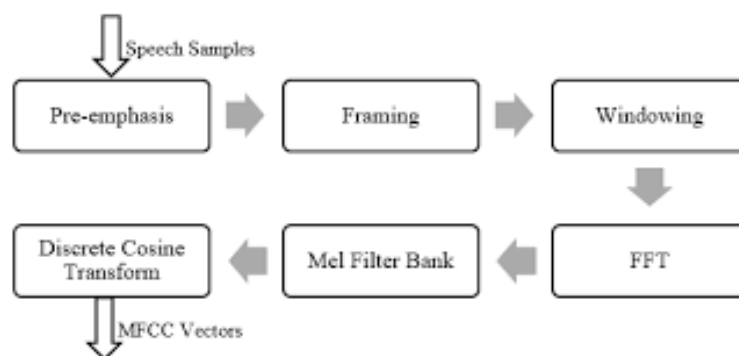 Speech Samples
Pre-emphasis
Framing
Windowing
FFT
Mel Filter Bank
Discrete Cosine
Transform
MFCC Vectors